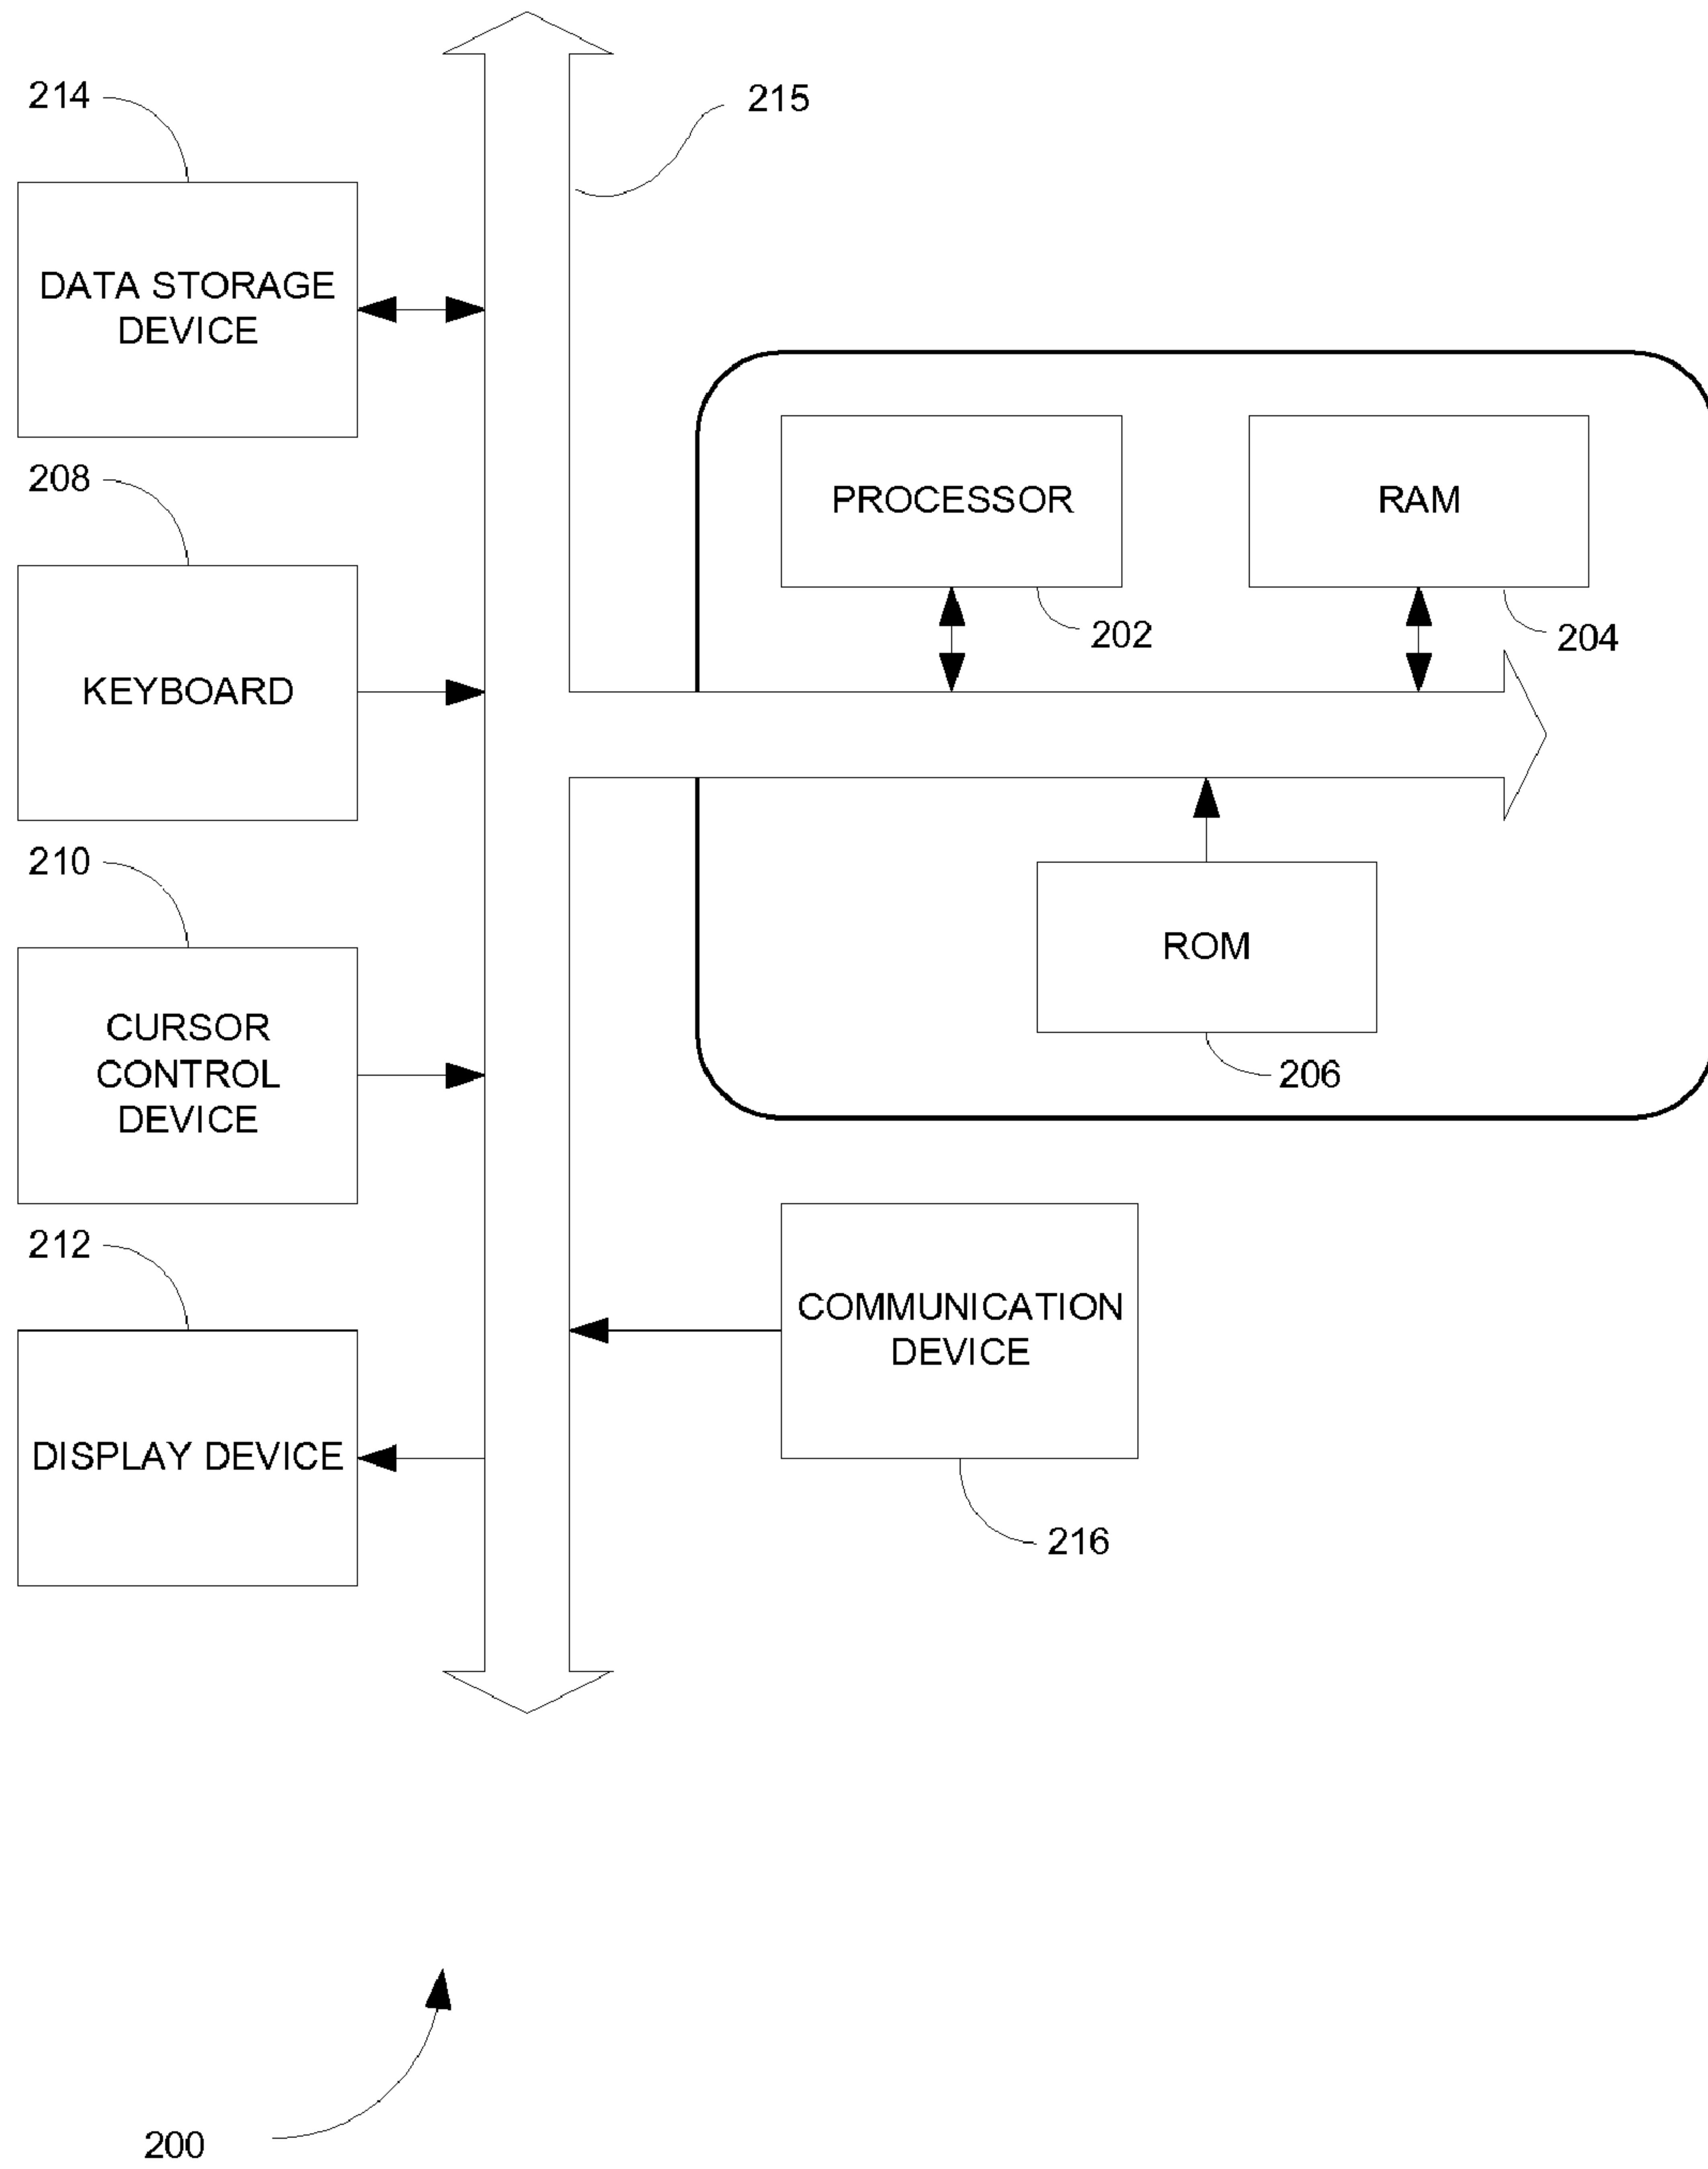 214
215
DATA STORAGE
DEVICE
208
PROCESSOR
RAM
202
204
KEYBOARD
210
ROM
CURSOR
CONTROL
DEVICE
206
212
COMMUNICATION
DEVICE
DISPLAY DEVICE
216
200